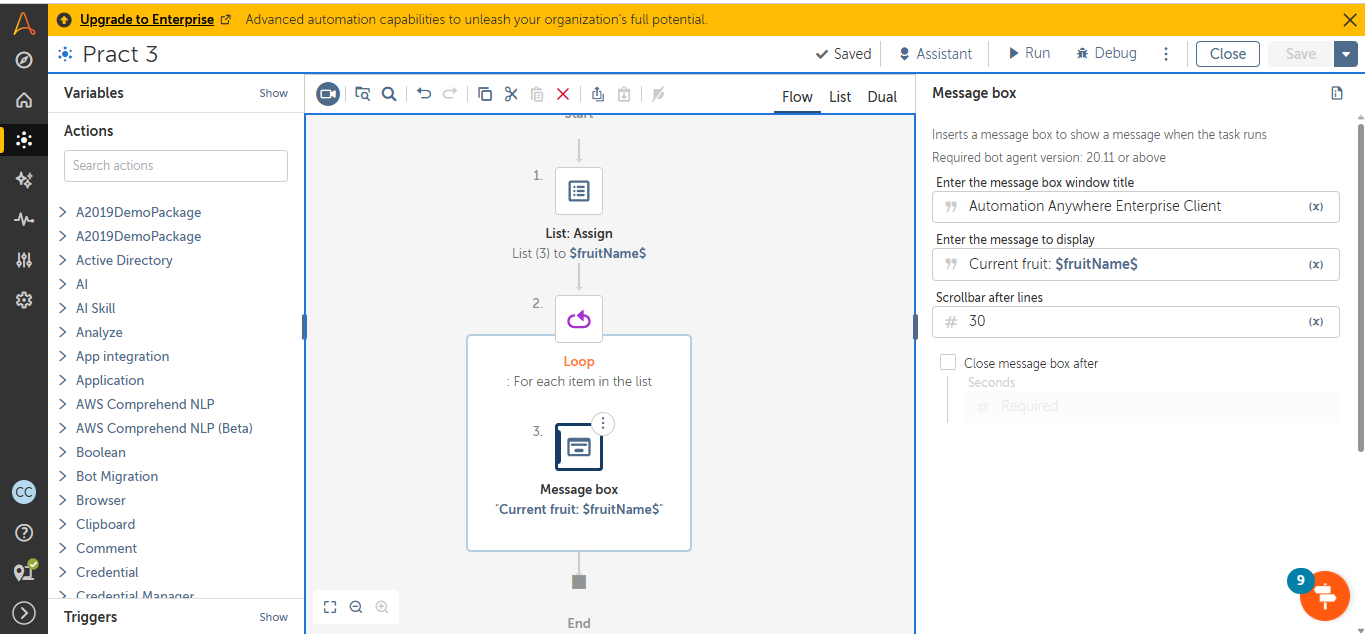 Upgrade to Enterprise Advanced automation capabilities to unleash your organization's full potential.
Pract 3
Saved
Assistant
Run
Debug
Close
Save
Variables
Show
Actions
Search actions
A2019DemoPackage
A2019DemoPackage
Active Directory
AI
AI Skill
Analyze
App integration
Application
AWS Comprehend NLP
AWS Comprehend NLP (Beta)
Boolean
Bot Migration
Browser
Clipboard
Comment
Credential
Credential Manager
Triggers
Show
CC
Flow
List
Dual
Start
1.
List: Assign
List (3) to $fruitName$
2.
Loop
: For each item in the list
3.
Message box
"Current fruit: $fruitName$"
End
Message box
Inserts a message box to show a message when the task runs
Required bot agent version: 20.11 or above
Enter the message box window title
Automation Anywhere Enterprise Client (x)
Enter the message to display
Current fruit: $fruitName$ (x)
Scrollbar after lines
# 30 (x)
Close message box after
Seconds
# Required
9